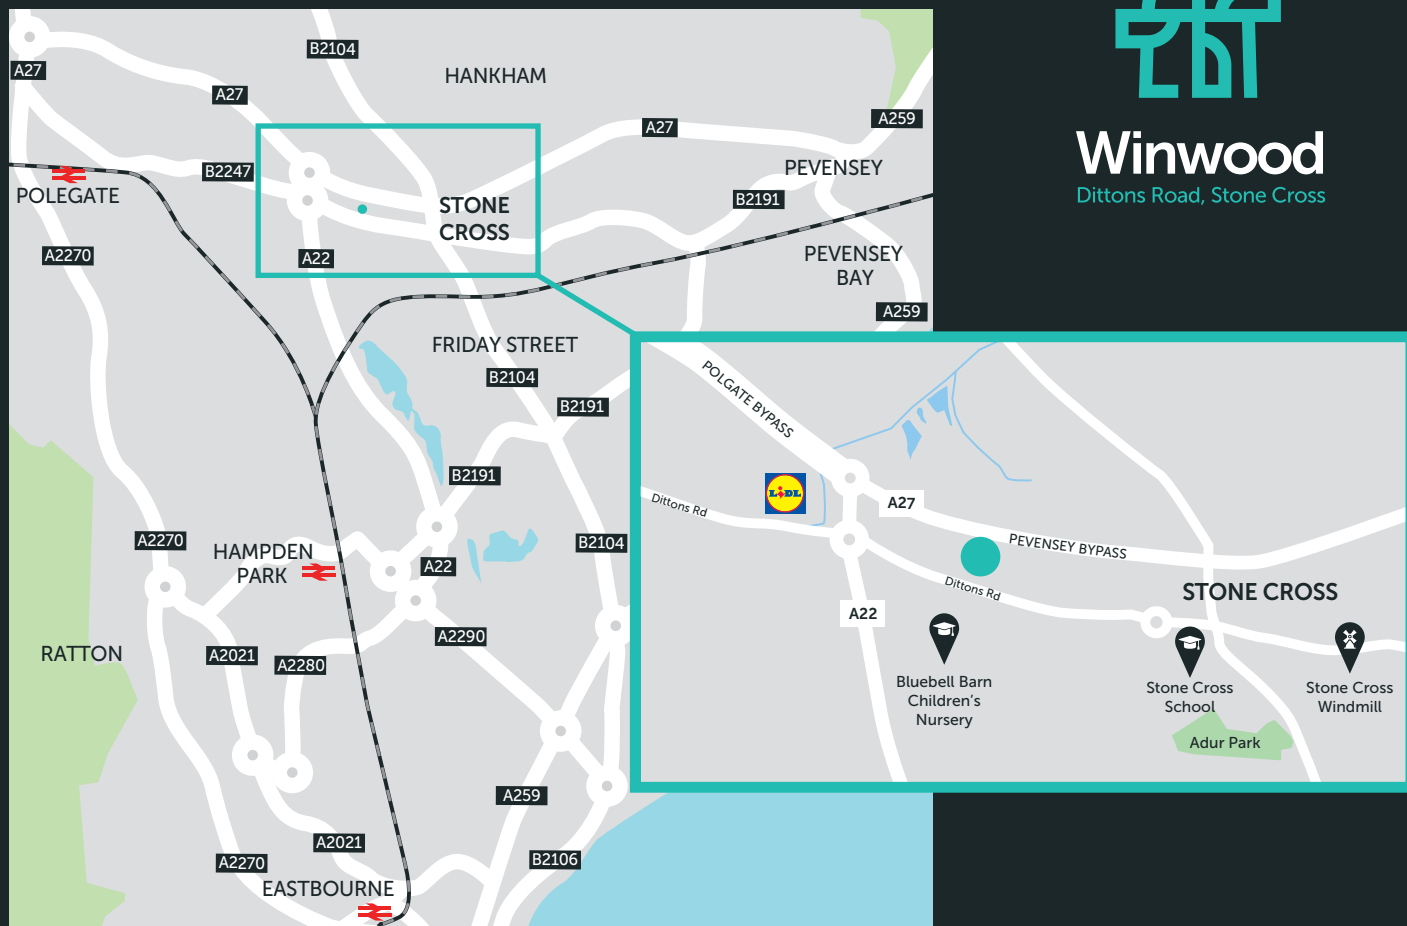 Winwood
Dittons Road, Stone Cross
B2104
HANKHAM
A27
A27
A27
A259
B2247
PEVENSEY
POLEGATE
B2191
STONE
CROSS
A22
A2270
PEVENSEY
BAY
A259
FRIDAY STREET
B2104
B2191
B2191
A2270
HAMPDEN
PARK
B2104
A22
A2290
RATTON
A2021
A2280
A259
A2021
A2270
B2106
EASTBOURNE
POLGATE BYPASS
LIDL
Dittons Rd
A27
PEVENSEY BYPASS
Dittons Rd
STONE CROSS
A22
Bluebell Barn
Children's
Nursery
Stone Cross
School
Stone Cross
Windmill
Adur Park